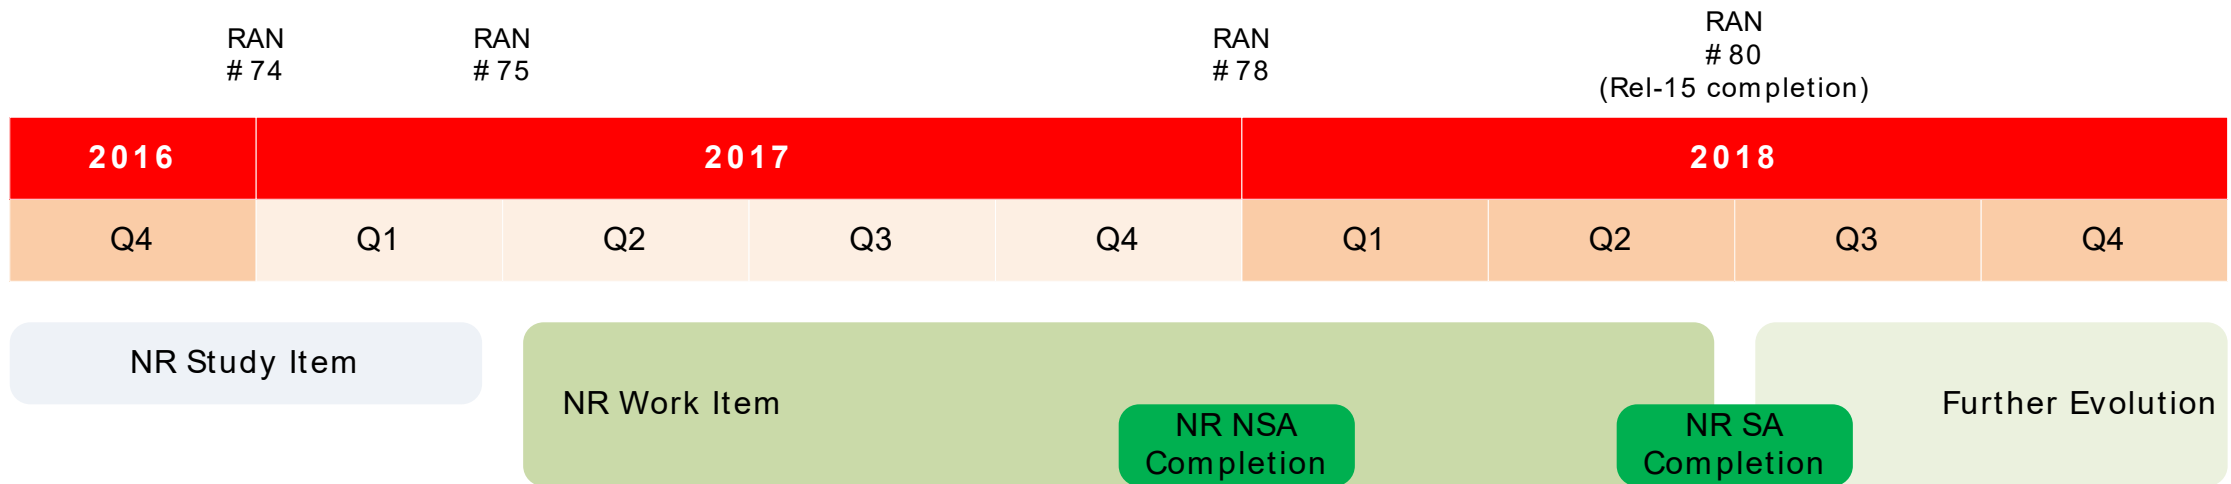 RAN
# 74
RAN
# 75
RAN
# 78
RAN
# 80
(Rel-15 completion)
2016
2017
2018
Q4
Q1
Q2
Q3
Q4
Q1
Q2
Q3
Q4
NR Study Item
NR Work Item
NR NSA
Completion
NR SA
Completion
Further Evolution